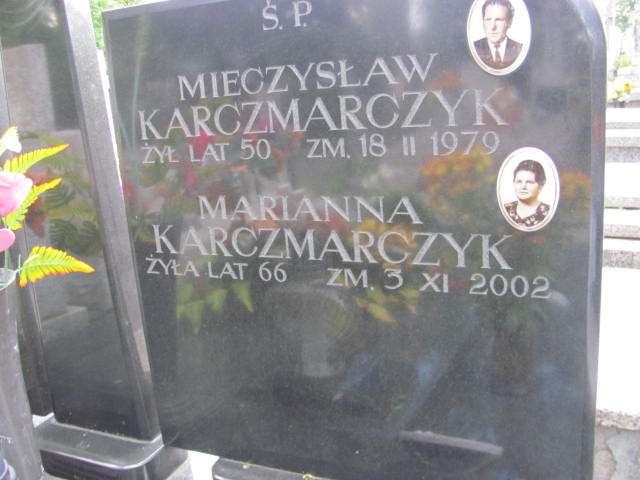 Ś. P.
MIECZYSŁAW
KARCZMARCZYK
ŻYŁ LAT 50 ZM. 18 II 1979
MARIANNA
KARCZMARCZYK
ŻYŁA LAT 66 ZM. 3 XI 2002